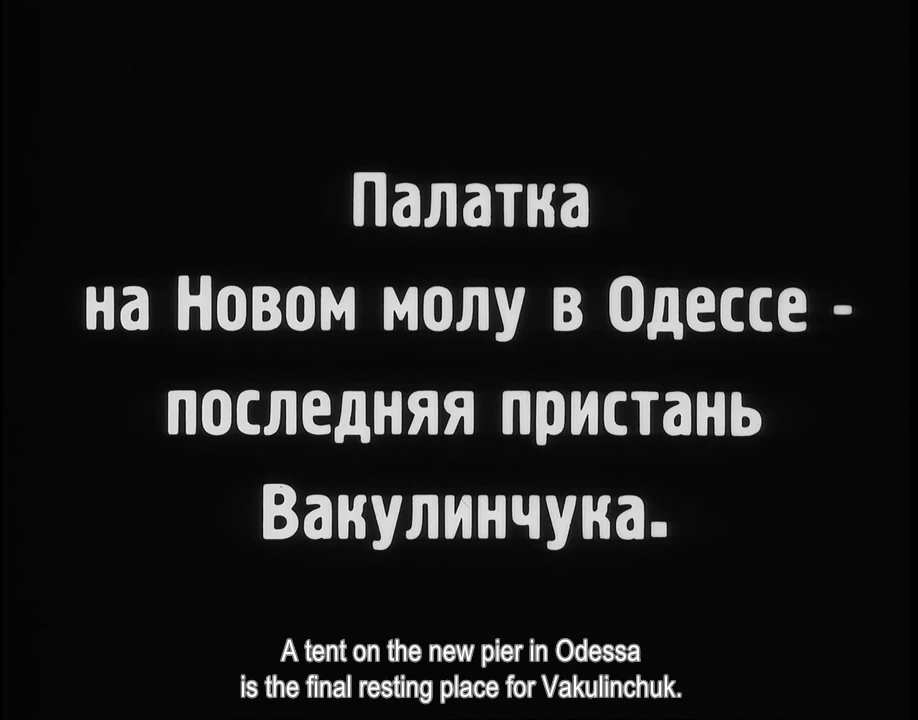 Палатка
на Новом молу в Одессе -
последняя пристань
Вакулинчука.
A tent on the new pier in Odessa
is the final resting place for Vakulinchuk.